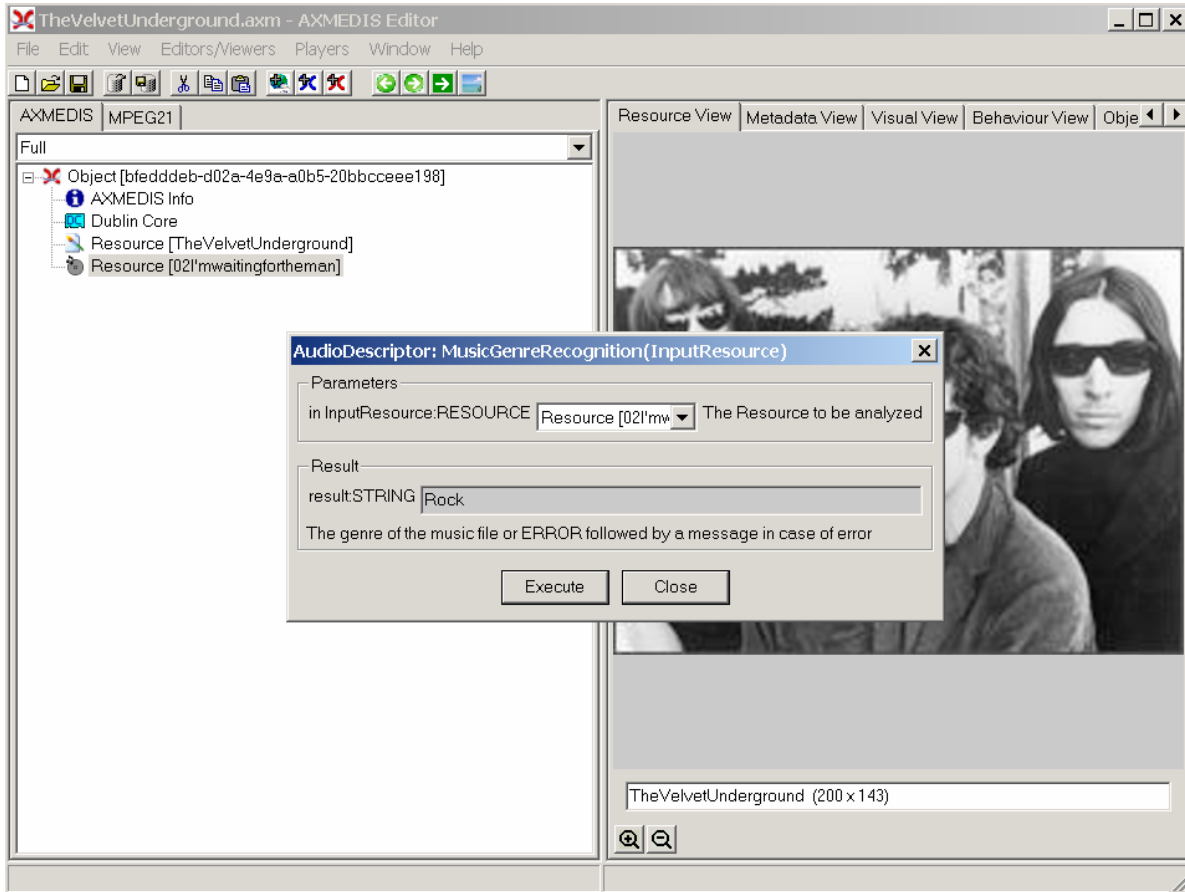 TheVelvetUnderground.axm - AXMEDIS Editor
File Edit View Editors/Viewers Players Window Help
AXMEDIS MPEG21
Full
Object [bfedddeb-d02a-4e9a-a0b5-20bbcceee198]
AXMEDIS Info
Dublin Core
Resource [TheVelvetUnderground]
Resource [02I'mwaitingfortheman]
Resource View Metadata View Visual View Behaviour View Obje
AudioDescriptor: MusicGenreRecognition(InputResource)
Parameters
in InputResource:RESOURCE Resource [02I'mw The Resource to be analyzed
Result
result:STRING Rock
The genre of the music file or ERROR followed by a message in case of error
Execute Close
TheVelvetUnderground (200 x 143)